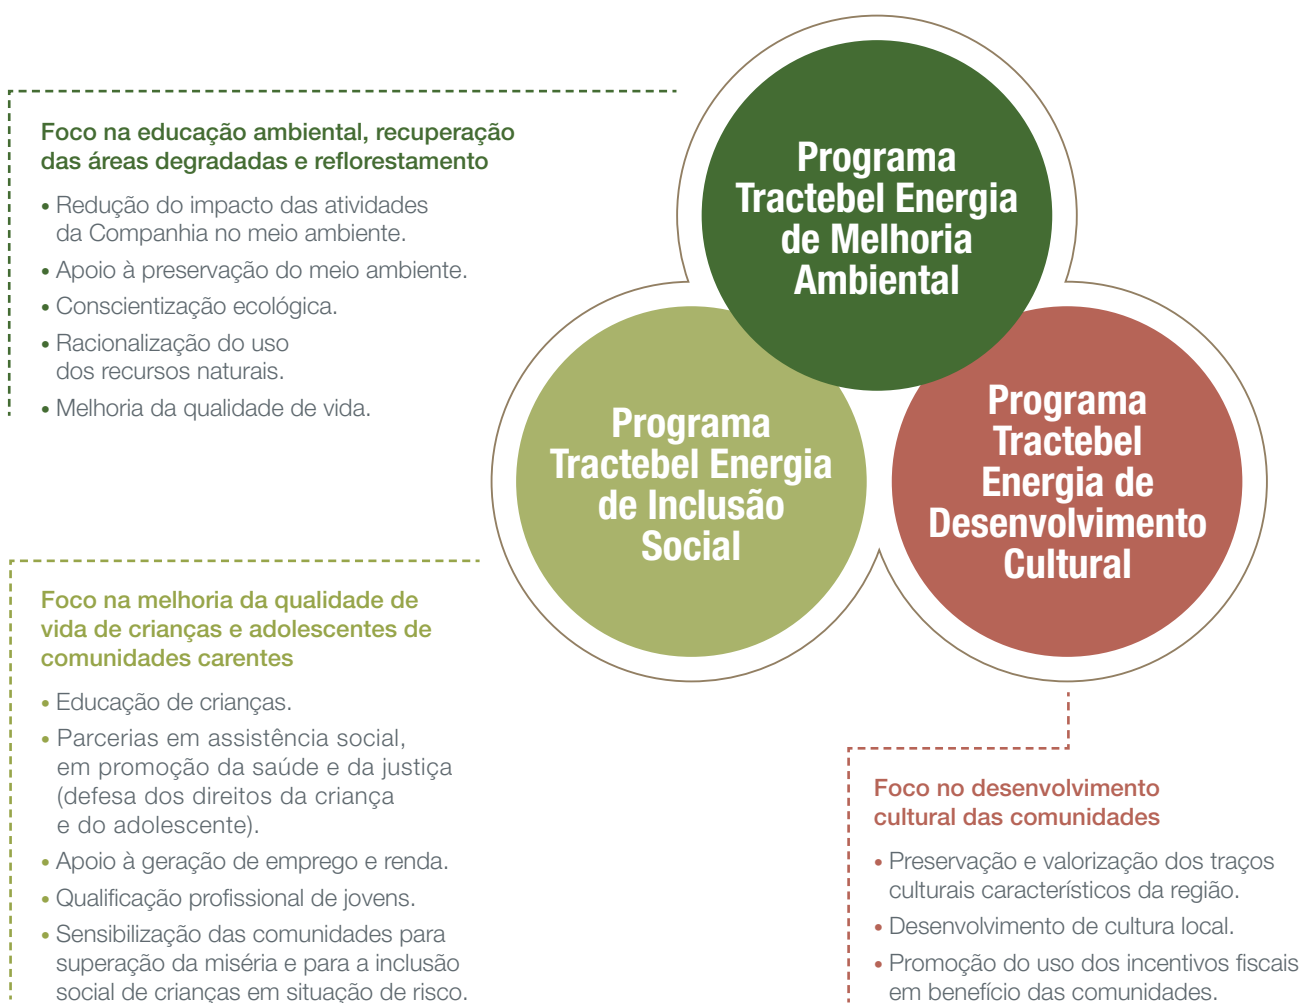 Programa
Tractebel Energia
de Melhoria
Ambiental
Foco na educação ambiental, recuperação
das áreas degradadas e reflorestamento
• Redução do impacto das atividades
da Companhia no meio ambiente.
• Apoio à preservação do meio ambiente.
• Conscientização ecológica.
• Racionalização do uso
dos recursos naturais.
• Melhoria da qualidade de vida.
Programa
Tractebel Energia
de Inclusão
Social
Programa
Tractebel
Energia de
Desenvolvimento
Cultural
Foco na melhoria da qualidade de
vida de crianças e adolescentes de
comunidades carentes
• Educação de crianças.
• Parcerias em assistência social,
em promoção da saúde e da justiça
(defesa dos direitos da criança
e do adolescente).
• Apoio à geração de emprego e renda.
• Qualificação profissional de jovens.
• Sensibilização das comunidades para
superação da miséria e para a inclusão
social de crianças em situação de risco.
Foco no desenvolvimento
cultural das comunidades
• Preservação e valorização dos traços
culturais característicos da região.
• Desenvolvimento de cultura local.
• Promoção do uso dos incentivos fiscais
em benefício das comunidades.